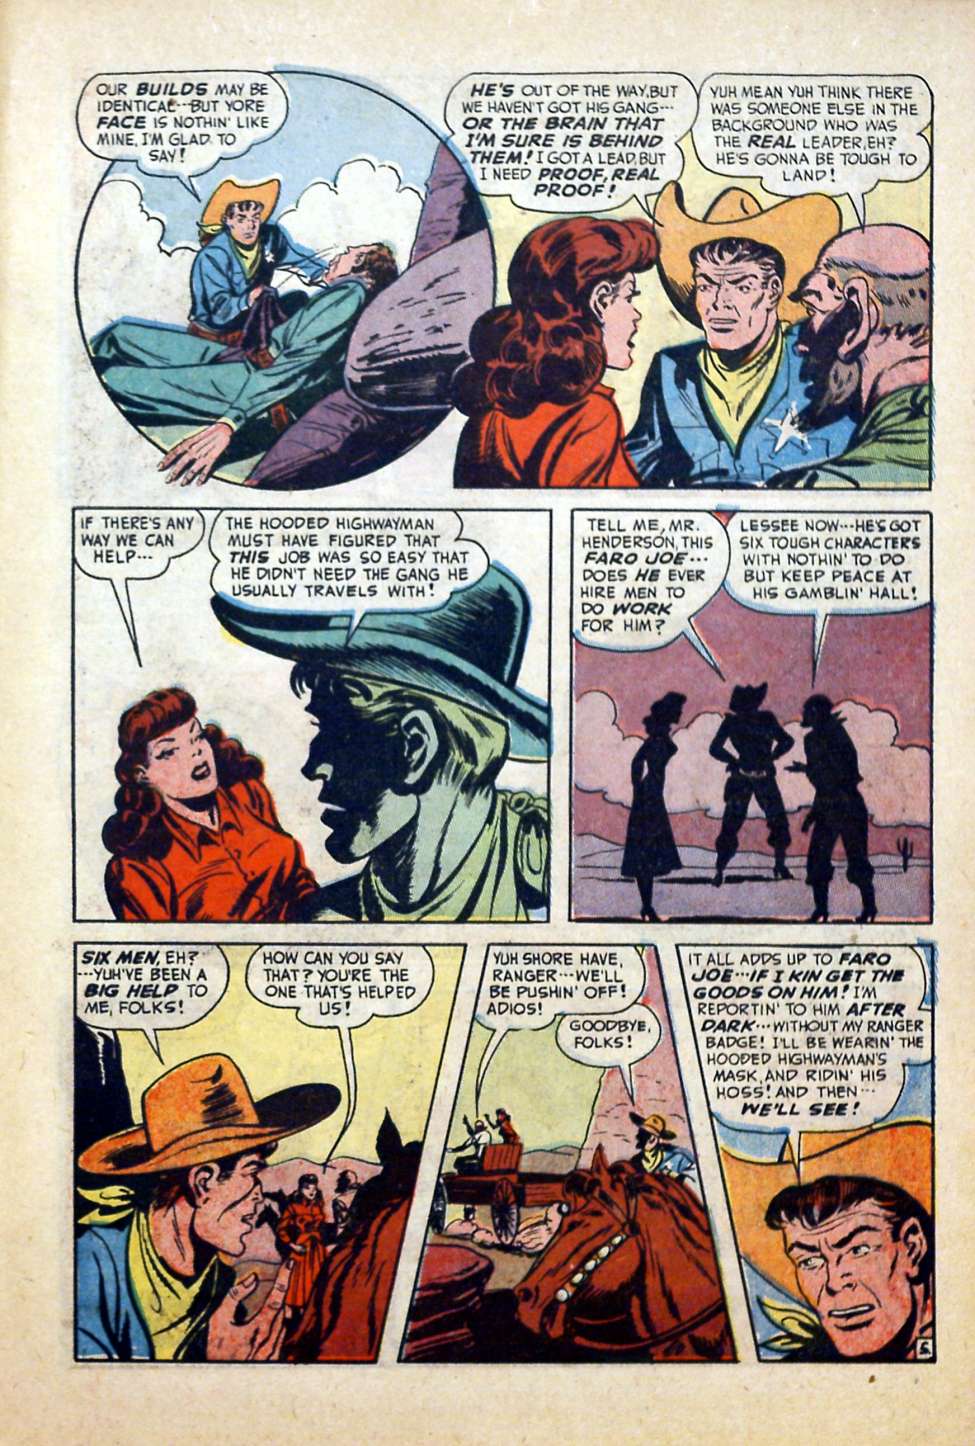 OUR BUILDS MAY BE
IDENTICAL---BUT YORE
FACE IS NOTHIN' LIKE
MINE, I'M GLAD TO
SAY!
HE'S OUT OF THE WAY, BUT
WE HAVEN'T GOT HIS GANG---
OR THE BRAIN THAT
I'M SURE IS BEHIND
THEM! I GOT A LEAD, BUT
I NEED PROOF, REAL
PROOF!
YUH MEAN YUH THINK THERE
WAS SOMEONE ELSE IN THE
BACKGROUND WHO WAS
THE REAL LEADER, EH?
HE'S GONNA BE TOUGH TO
LAND!
IF THERE'S ANY
WAY WE CAN
HELP---
THE HOODED HIGHWAYMAN
MUST HAVE FIGURED THAT
THIS JOB WAS SO EASY THAT
HE DIDN'T NEED THE GANG HE
USUALLY TRAVELS WITH!
TELL ME, MR.
HENDERSON, THIS
FARO JOE---
DOES HE EVER
HIRE MEN TO
DO WORK
FOR HIM?
LESSEE NOW---HE'S GOT
SIX TOUGH CHARACTERS
WITH NOTHIN' TO DO
BUT KEEP PEACE AT
HIS GAMBLIN' HALL!
SIX MEN, EH?
---YUH'VE BEEN A
BIG HELP TO
ME, FOLKS!
HOW CAN YOU SAY
THAT? YOU'RE THE
ONE THAT'S HELPED
US!
YUH SHORE HAVE,
RANGER---WE'LL
BE PUSHIN' OFF!
ADIOS!
GOODBYE,
FOLKS!
IT ALL ADDS UP TO FARO
JOE---IF I KIN GET THE
GOODS ON HIM! I'M
REPORTIN' TO HIM AFTER
DARK---WITHOUT MY RANGER
BADGE! I'LL BE WEARIN' THE
HOODED HIGHWAYMAN'S
MASK, AND RIDIN' HIS
HOSS! AND THEN---
WE'LL SEE!
5